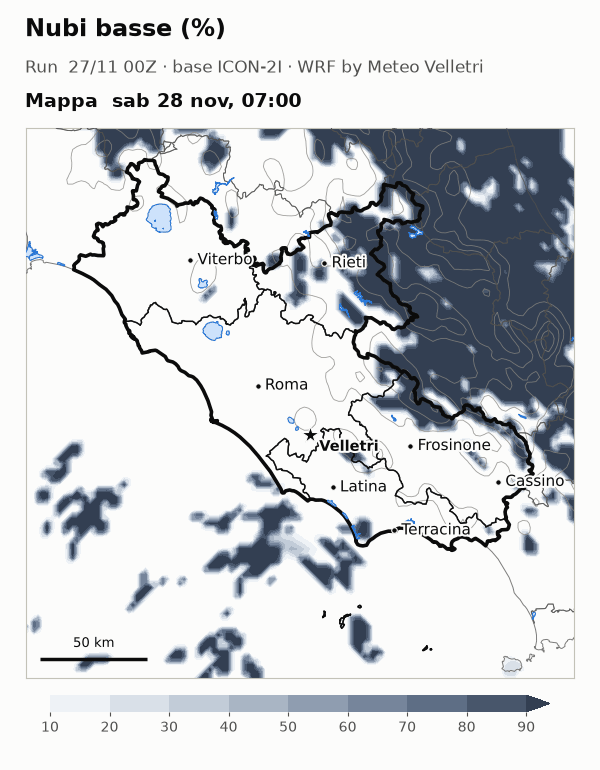 Nubi basse (%)
Run  27/11 00Z · base ICON-2I · WRF by Meteo Velletri
Mappa  sab 28 nov, 07:00
Viterbo
Rieti
Roma
Velletri
Frosinone
Cassino
Latina
Terracina
50 km
10 20 30 40 50 60 70 80 90